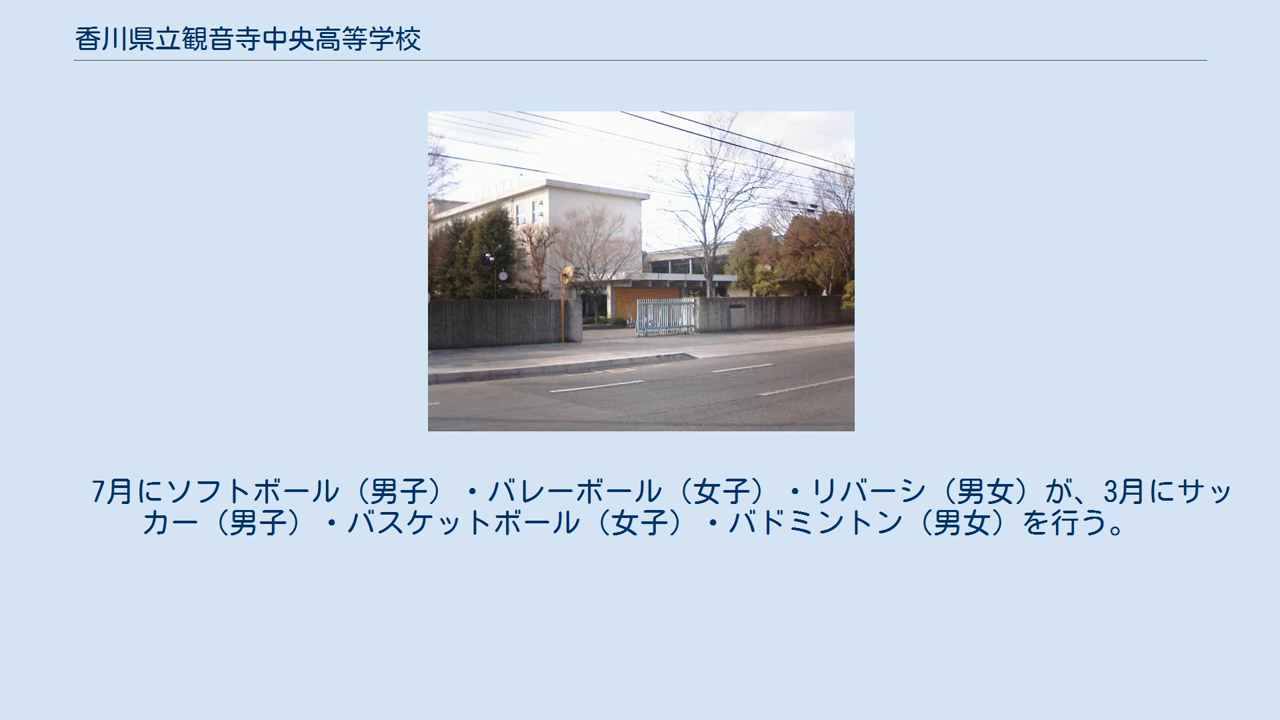 香川県立観音寺中央高等学校
7月にソフトボール（男子）・バレーボール（女子）・リバーシ（男女）が、3月にサッ
カー（男子）・バスケットボール（女子）・バドミントン（男女）を行う。